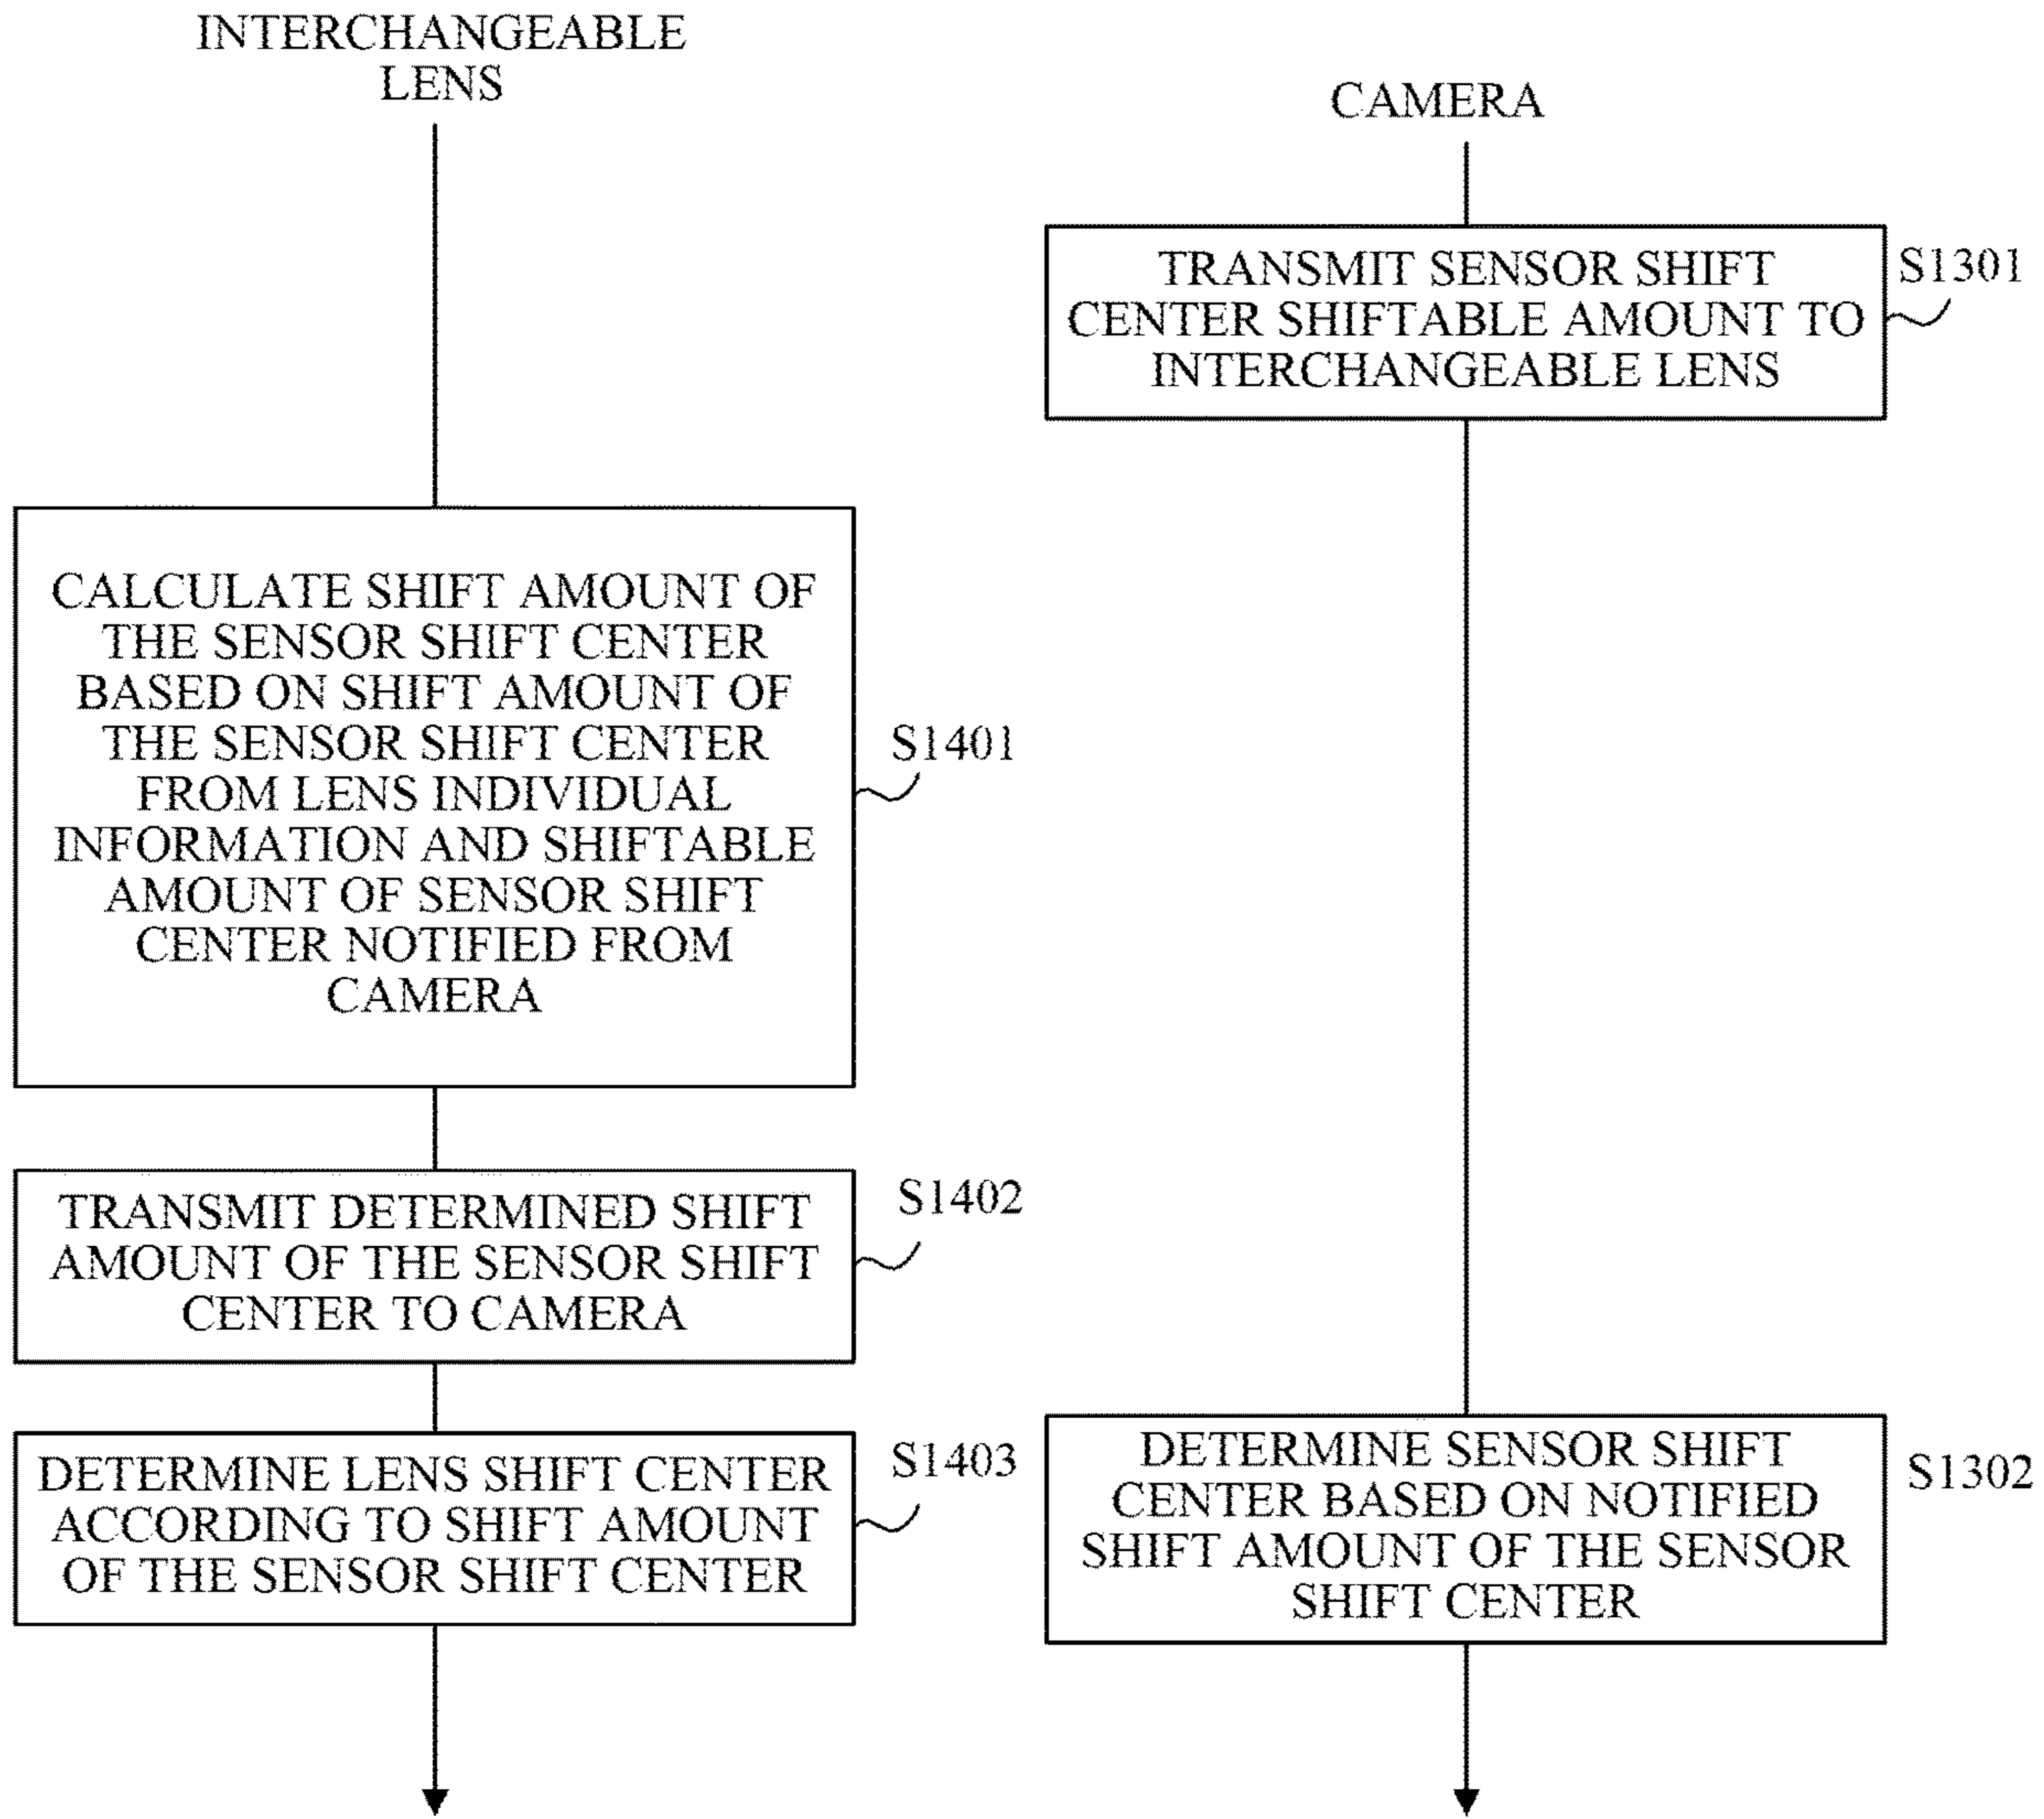 INTERCHANGEABLE
LENS
CAMERA
TRANSMIT SENSOR SHIFT
CENTER SHIFTABLE AMOUNT TO
INTERCHANGEABLE LENS
S1301
CALCULATE SHIFT AMOUNT OF
THE SENSOR SHIFT CENTER
BASED ON SHIFT AMOUNT OF
THE SENSOR SHIFT CENTER
FROM LENS INDIVIDUAL
INFORMATION AND SHIFTABLE
AMOUNT OF SENSOR SHIFT
CENTER NOTIFIED FROM
CAMERA
S1401
TRANSMIT DETERMINED SHIFT
AMOUNT OF THE SENSOR SHIFT
CENTER TO CAMERA
S1402
DETERMINE LENS SHIFT CENTER
ACCORDING TO SHIFT AMOUNT
OF THE SENSOR SHIFT CENTER
S1403
DETERMINE SENSOR SHIFT
CENTER BASED ON NOTIFIED
SHIFT AMOUNT OF THE SENSOR
SHIFT CENTER
S1302